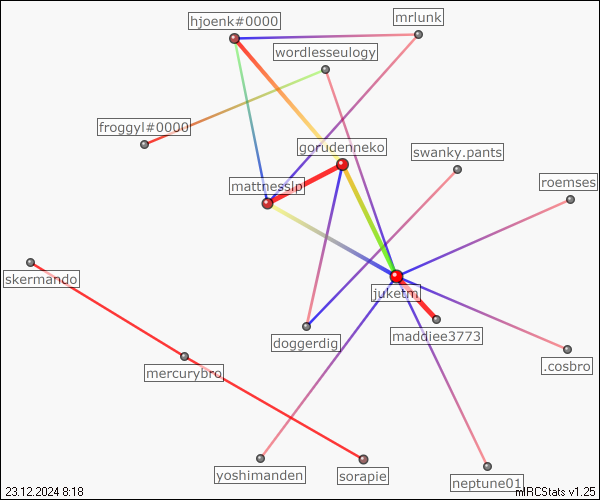 hjoenk#0000
mrlunk
wordlesseulogy
froggyl#0000
gorudenneko
swanky.pants
mattnesslp
roemses
skermando
juketm
doggerdig
maddiee3773
mercurybro
.cosbro
yoshimanden
sorapie
neptune01
23.12.2024 8:18
mIRCStats v1.25